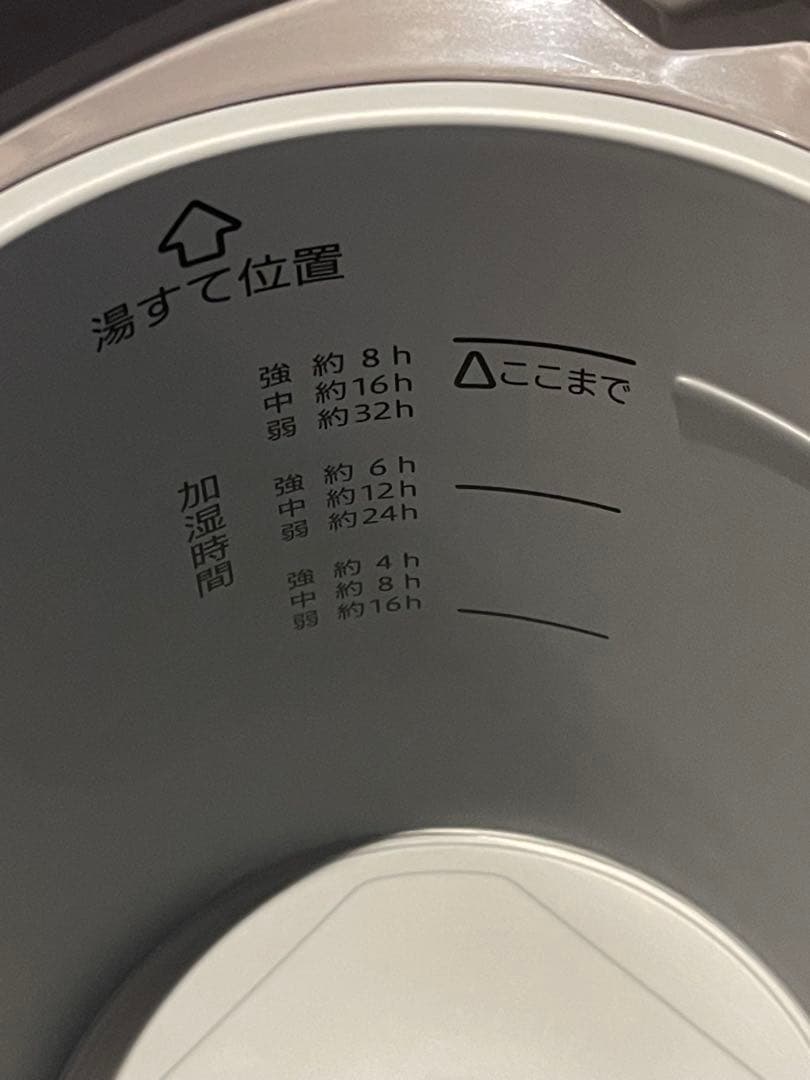 湯すて位置
強 約 8 h
中 約16h
弱 約32h
△ここまで
加湿時間
強 約 6 h
中 約12h
弱 約24h
強 約 4 h
中 約 8 h
弱 約16h